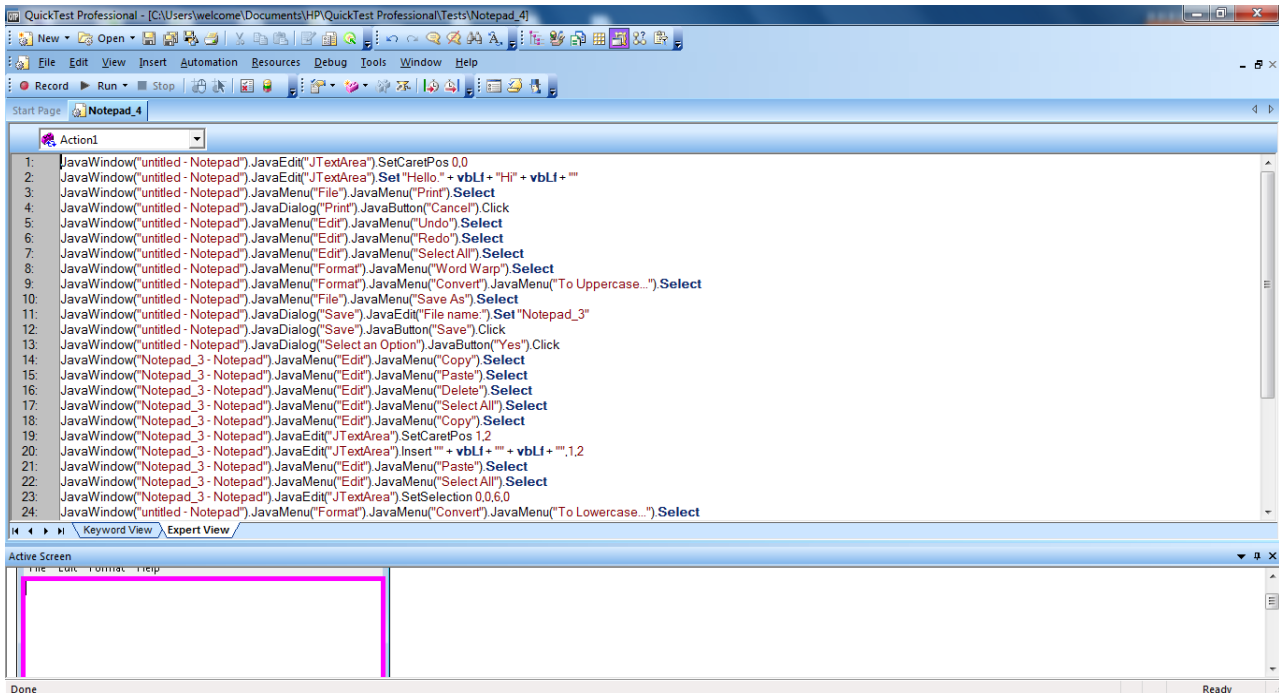 QuickTest Professional - [C:\Users\welcome\Documents\HP\QuickTest Professional\Tests\Notepad_4]
New Open
File Edit View Insert Automation Resources Debug Tools Window Help
Record Run Stop
Start Page Notepad_4
Action1
1: JavaWindow("untitled - Notepad").JavaEdit("JTextArea").SetCaretPos 0,0
2: JavaWindow("untitled - Notepad").JavaEdit("JTextArea").Set "Hello." + vbLf + "Hi" + vbLf + ""
3: JavaWindow("untitled - Notepad").JavaMenu("File").JavaMenu("Print").Select
4: JavaWindow("untitled - Notepad").JavaDialog("Print").JavaButton("Cancel").Click
5: JavaWindow("untitled - Notepad").JavaMenu("Edit").JavaMenu("Undo").Select
6: JavaWindow("untitled - Notepad").JavaMenu("Edit").JavaMenu("Redo").Select
7: JavaWindow("untitled - Notepad").JavaMenu("Edit").JavaMenu("Select All").Select
8: JavaWindow("untitled - Notepad").JavaMenu("Format").JavaMenu("Word Warp").Select
9: JavaWindow("untitled - Notepad").JavaMenu("Format").JavaMenu("Convert").JavaMenu("To Uppercase...").Select
10: JavaWindow("untitled - Notepad").JavaMenu("File").JavaMenu("Save As").Select
11: JavaWindow("untitled - Notepad").JavaDialog("Save").JavaEdit("File name:").Set "Notepad_3"
12: JavaWindow("untitled - Notepad").JavaDialog("Save").JavaButton("Save").Click
13: JavaWindow("untitled - Notepad").JavaDialog("Select an Option").JavaButton("Yes").Click
14: JavaWindow("Notepad_3 - Notepad").JavaMenu("Edit").JavaMenu("Copy").Select
15: JavaWindow("Notepad_3 - Notepad").JavaMenu("Edit").JavaMenu("Paste").Select
16: JavaWindow("Notepad_3 - Notepad").JavaMenu("Edit").JavaMenu("Delete").Select
17: JavaWindow("Notepad_3 - Notepad").JavaMenu("Edit").JavaMenu("Select All").Select
18: JavaWindow("Notepad_3 - Notepad").JavaMenu("Edit").JavaMenu("Copy").Select
19: JavaWindow("Notepad_3 - Notepad").JavaEdit("JTextArea").SetCaretPos 1,2
20: JavaWindow("Notepad_3 - Notepad").JavaEdit("JTextArea").Insert "" + vbLf + "" + vbLf + "",1,2
21: JavaWindow("Notepad_3 - Notepad").JavaMenu("Edit").JavaMenu("Paste").Select
22: JavaWindow("Notepad_3 - Notepad").JavaMenu("Edit").JavaMenu("Select All").Select
23: JavaWindow("Notepad_3 - Notepad").JavaEdit("JTextArea").SetSelection 0,0,6,0
24: JavaWindow("Notepad_3 - Notepad").JavaMenu("Format").JavaMenu("Convert").JavaMenu("To Lowercase...").Select
Keyword View Expert View
Active Screen
File Edit Format Help
Done Ready